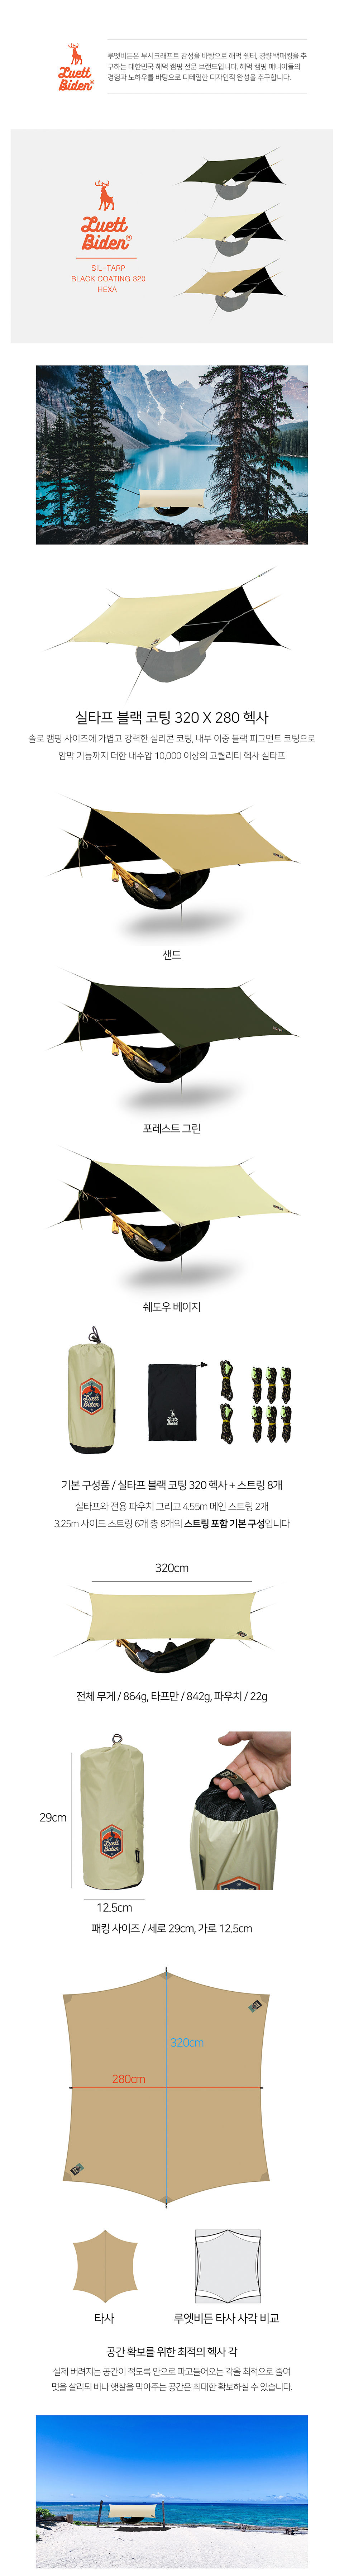 Luett
Biden®
루엣비든은 부시크래프트 감성을 바탕으로 해먹 쉘터, 경량 백패킹을 추
구하는 대한민국 해먹 캠핑 전문 브랜드입니다. 해먹 캠핑 매니아들의
경험과 노하우를 바탕으로 디테일한 디자인적 완성을 추구합니다.
Luett
Biden®
SIL-TARP
BLACK COATING 320
HEXA
실타프 블랙 코팅 320 X 280 헥사
솔로 캠핑 사이즈에 가볍고 강력한 실리콘 코팅, 내부 이중 블랙 피그먼트 코팅으로
암막 기능까지 더한 내수압 10,000 이상의 고퀄리티 헥사 실타프
샌드
포레스트 그린
쉐도우 베이지
Luett
Biden
Luett
Biden
기본 구성품 / 실타프 블랙 코팅 320 헥사 + 스트링 8개
실타프와 전용 파우치 그리고 4.55m 메인 스트링 2개
3.25m 사이드 스트링 6개 총 8개의 스트링 포함 기본 구성입니다
320cm
전체 무게 / 864g, 타프만 / 842g, 파우치 / 22g
29cm
Luett
Biden
12.5cm
패킹 사이즈 / 세로 29cm, 가로 12.5cm
320cm
280cm
타사
루엣비든 타사 사각 비교
공간 확보를 위한 최적의 헥사 각
실제 버려지는 공간이 적도록 안으로 파고들어오는 각을 최적으로 줄여
멋을 살리되 비나 햇살을 막아주는 공간은 최대한 확보하실 수 있습니다.